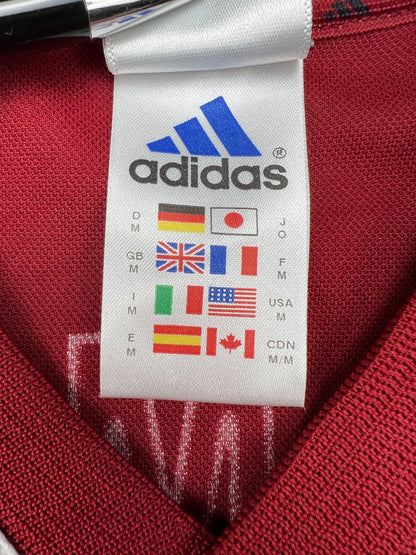 adidas®
D J
M O
GB F
M M
I USA
M M
E CDN
M M/M